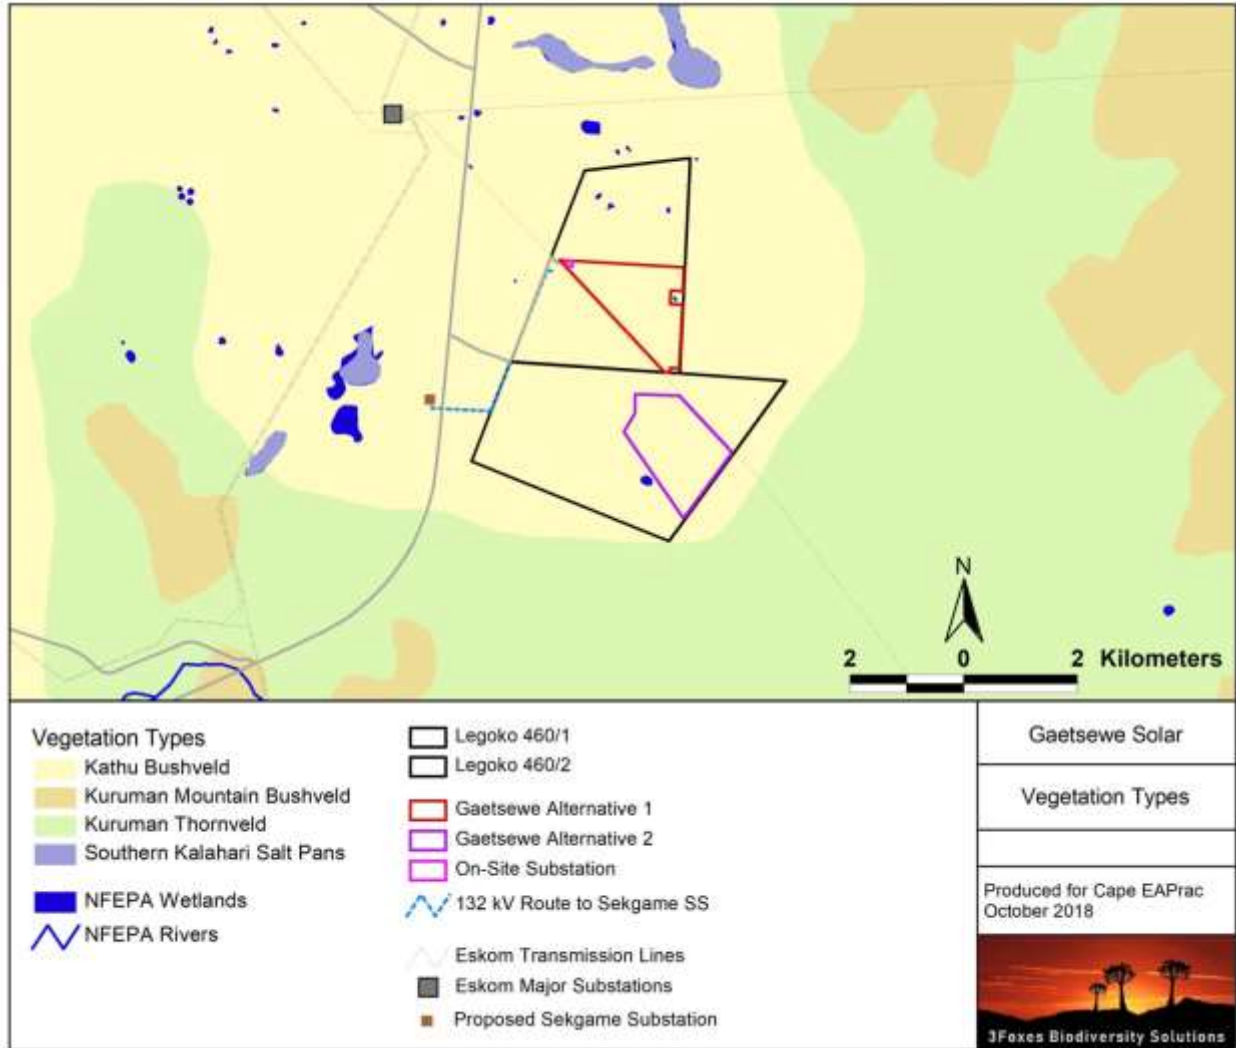 N
2 0 2 Kilometers
Vegetation Types
Kathu Bushveld
Kuruman Mountain Bushveld
Kuruman Thornveld
Southern Kalahari Salt Pans
NFEPA Wetlands
NFEPA Rivers
Legoko 460/1
Legoko 460/2
Gaetsewe Alternative 1
Gaetsewe Alternative 2
On-Site Substation
132 kV Route to Sekgame SS
Eskom Transmission Lines
Eskom Major Substations
Proposed Sekgame Substation
Gaetsewe Solar
Vegetation Types
Produced for Cape EAPrac
October 2018
3Foxes Biodiversity Solutions